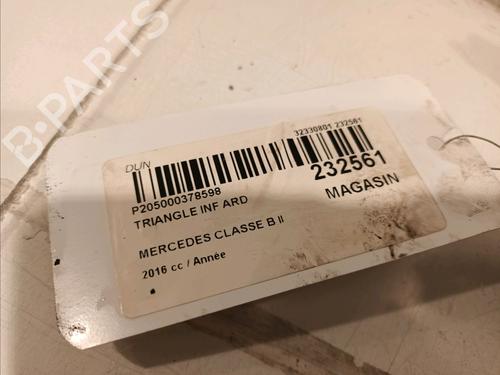 B-PARTS
DUN
32330801 232561
P205000378598
232561
TRIANGLE INF ARD
MAGASIN
MERCEDES CLASSE B II
2016 cc / Année